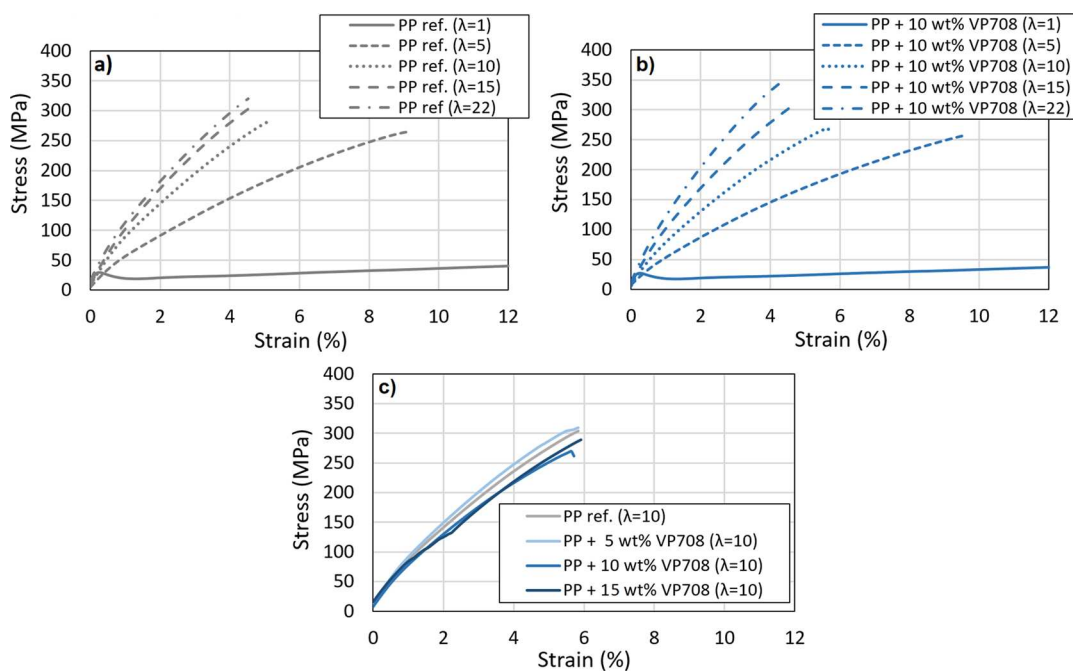 a)
PP ref. (λ=1)
PP ref. (λ=5)
PP ref. (λ=10)
PP ref. (λ=15)
PP ref (λ=22)
400
350
300
250
200
150
100
50
0
Stress (MPa)
0 2 4 6 8 10 12
Strain (%)
b)
PP + 10 wt% VP708 (λ=1)
PP + 10 wt% VP708 (λ=5)
PP + 10 wt% VP708 (λ=10)
PP + 10 wt% VP708 (λ=15)
PP + 10 wt% VP708 (λ=22)
400
350
300
250
200
150
100
50
0
Stress (MPa)
0 2 4 6 8 10 12
Strain (%)
c)
400
350
300
250
200
150
100
50
0
Stress (MPa)
PP ref. (λ=10)
PP + 5 wt% VP708 (λ=10)
PP + 10 wt% VP708 (λ=10)
PP + 15 wt% VP708 (λ=10)
0 2 4 6 8 10 12
Strain (%)